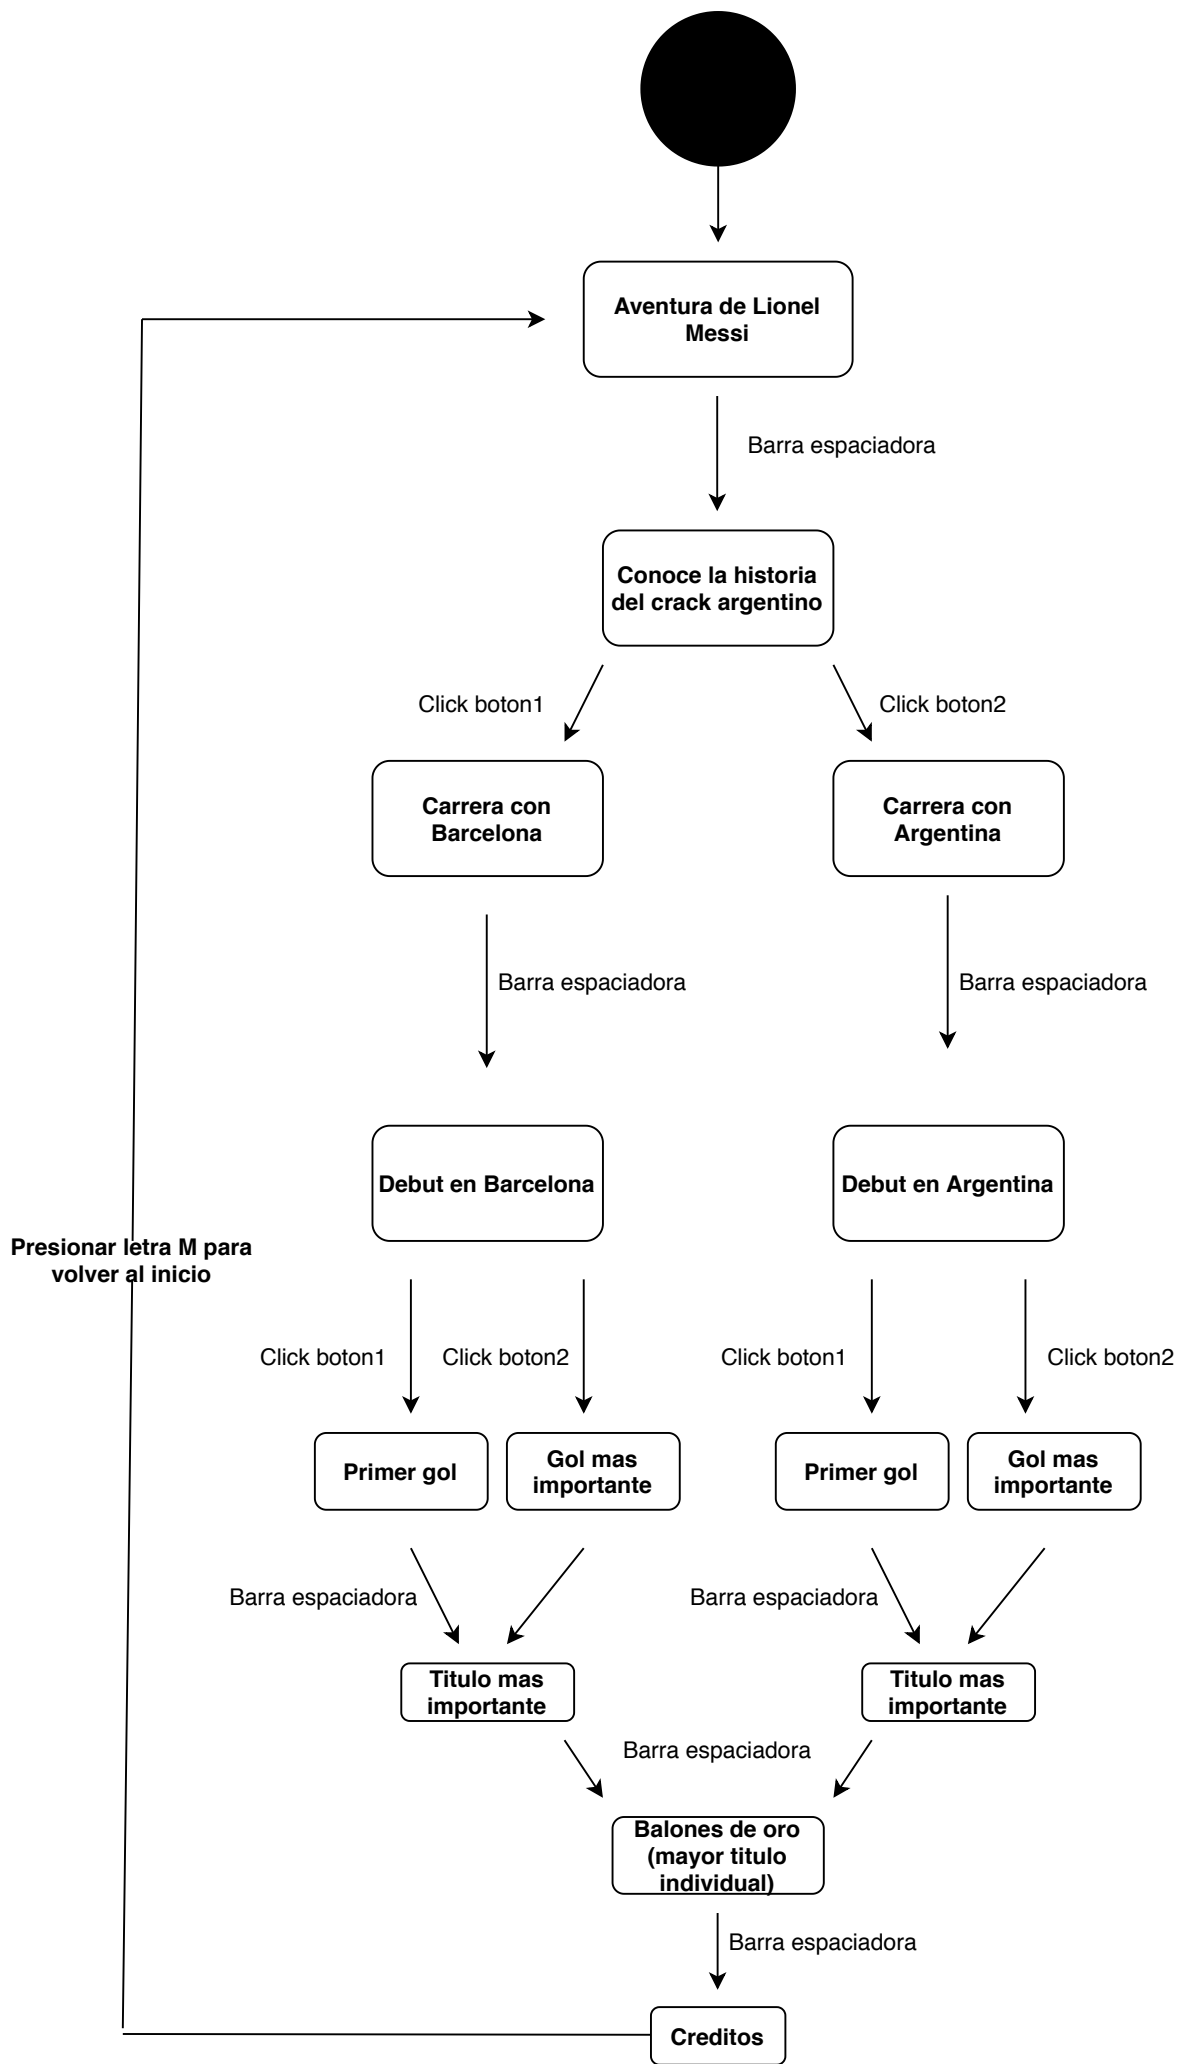 Aventura de Lionel
Messi
Barra espaciadora
Conoce la historia
del crack argentino
Click boton1
Click boton2
Carrera con
Barcelona
Carrera con
Argentina
Barra espaciadora
Barra espaciadora
Debut en Barcelona
Debut en Argentina
Presionar letra M para
volver al inicio
Click boton1
Click boton2
Click boton1
Click boton2
Primer gol
Gol mas
importante
Primer gol
Gol mas
importante
Barra espaciadora
Barra espaciadora
Titulo mas
importante
Titulo mas
importante
Barra espaciadora
Balones de oro
(mayor titulo
individual)
Barra espaciadora
Creditos